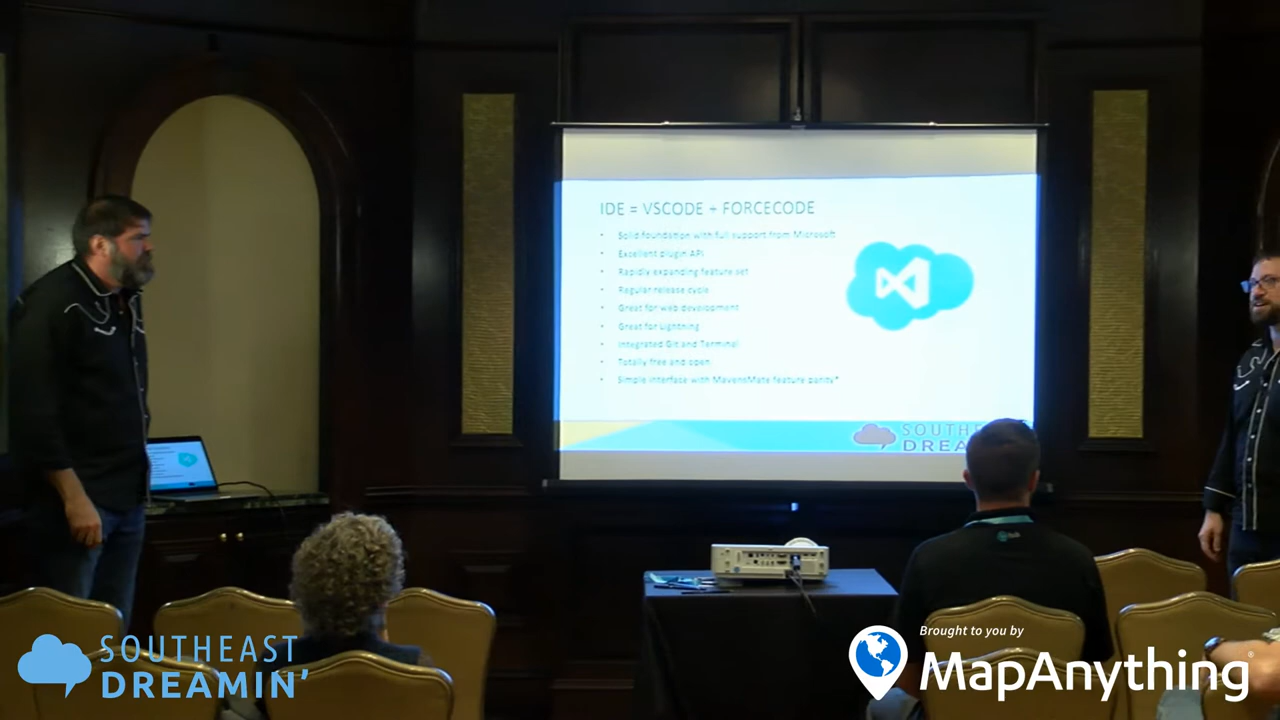 IDE = VSCODE + FORCECODE
• Solid foundation with full support from Microsoft
• Excellent plugin API
• Rapidly expanding feature set
• Regular release cycle
• Great for web development
• Great for Lightning
• Integrated Git and Terminal
• Totally free and open
• Simple interface with MavensMate feature parity*
SOUTHE
DREA
SOUTHEAST
DREAMIN'
Brought to you by
MapAnything®